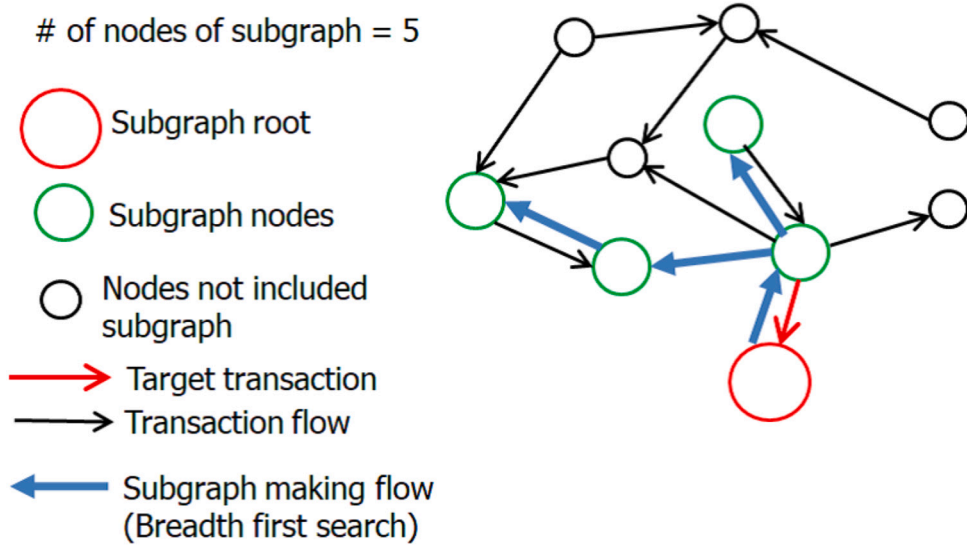 # of nodes of subgraph = 5
Subgraph root
Subgraph nodes
Nodes not included
subgraph
Target transaction
Transaction flow
Subgraph making flow
(Breadth first search)